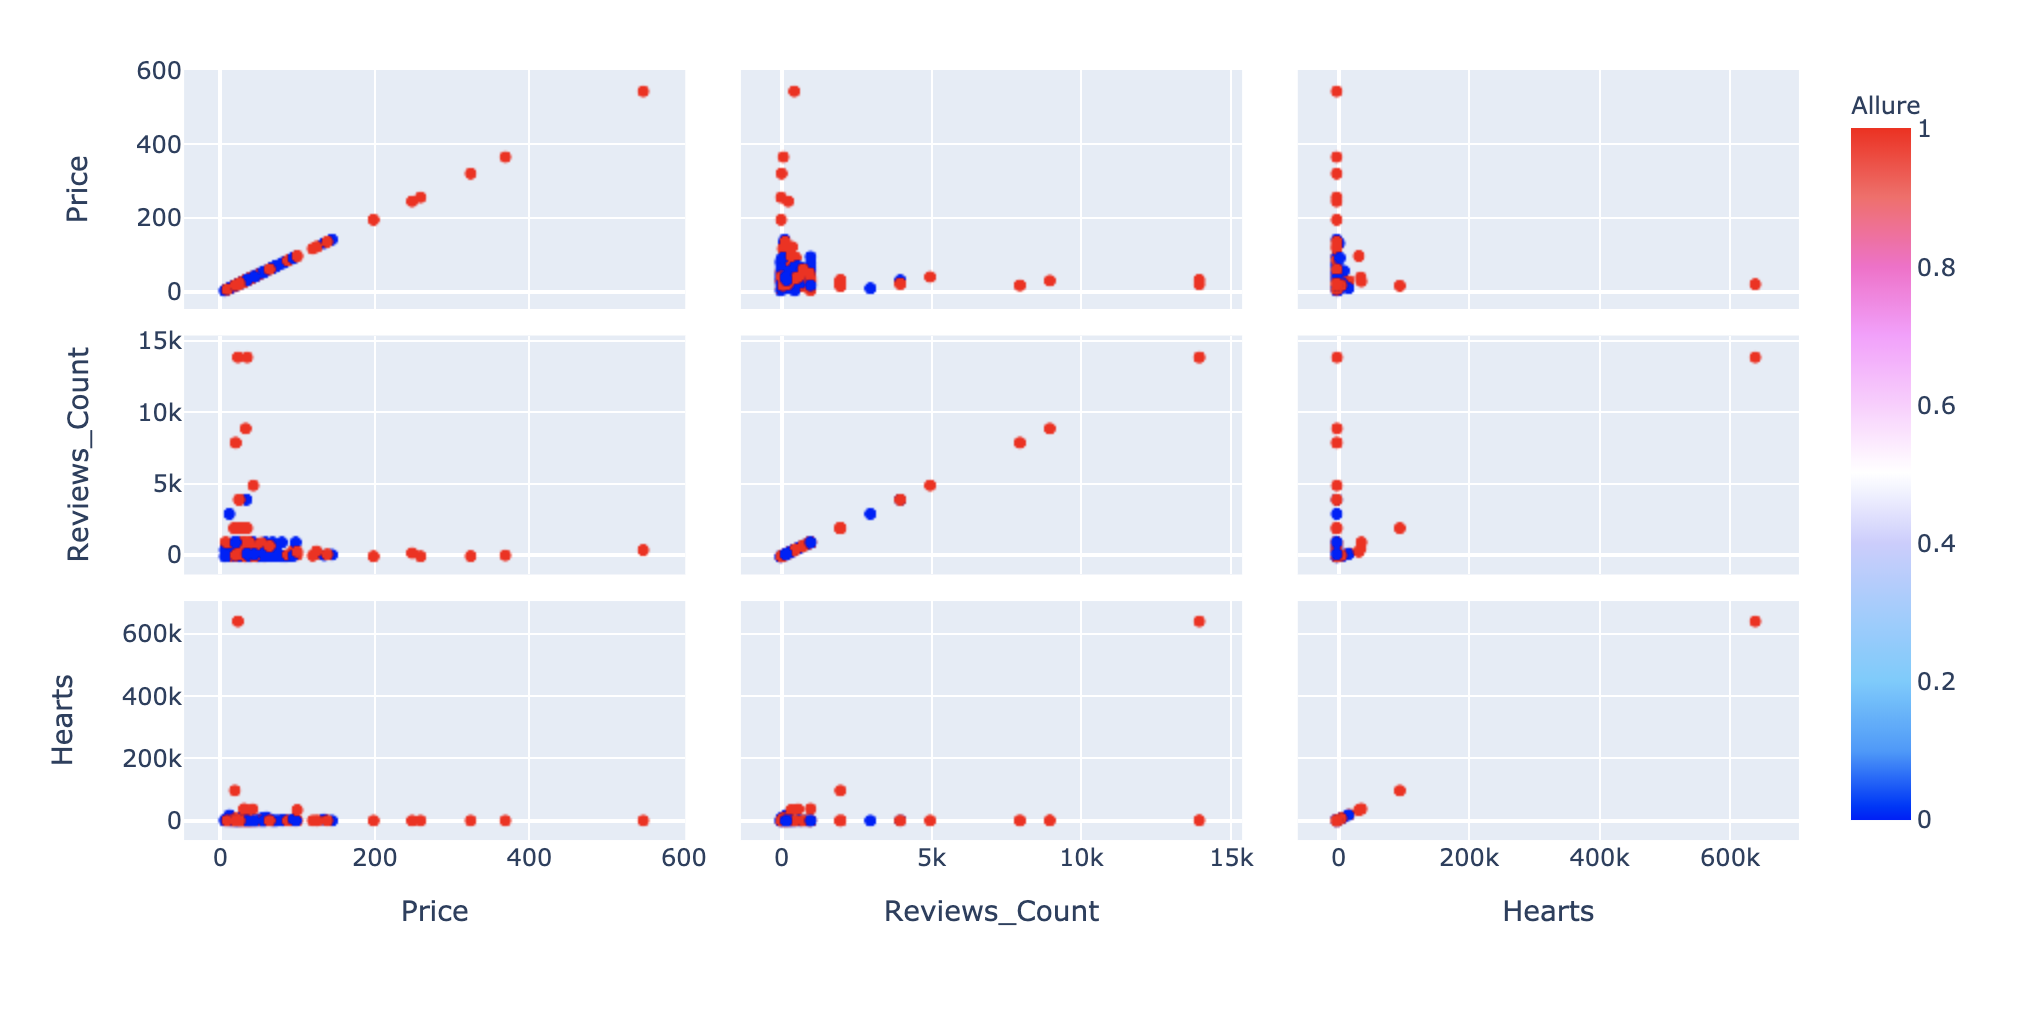 Price
600
400
200
0
Reviews_Count
15k
10k
5k
0
Hearts
600k
400k
200k
0
0 200 400 600
0 5k 10k 15k
0 200k 400k 600k
Price
Reviews_Count
Hearts
Allure
1
0.8
0.6
0.4
0.2
0